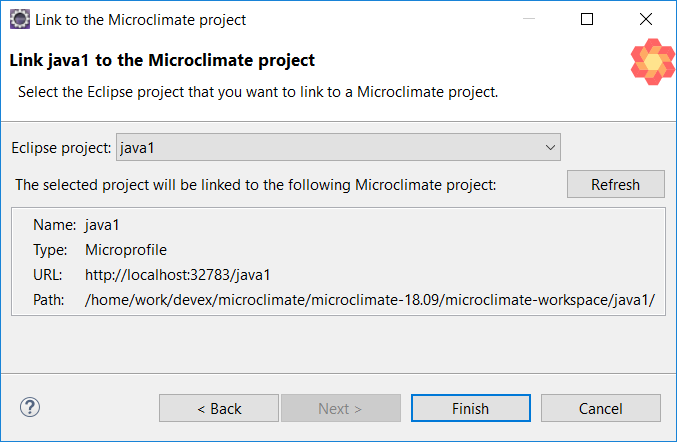 Link to the Microclimate project
Link java1 to the Microclimate project
Select the Eclipse project that you want to link to a Microclimate project.
Eclipse project: java1
The selected project will be linked to the following Microclimate project: Refresh
Name: java1
Type: Microprofile
URL: http://localhost:32783/java1
Path: /home/work/devex/microclimate/microclimate-18.09/microclimate-workspace/java1/
? < Back Next > Finish Cancel